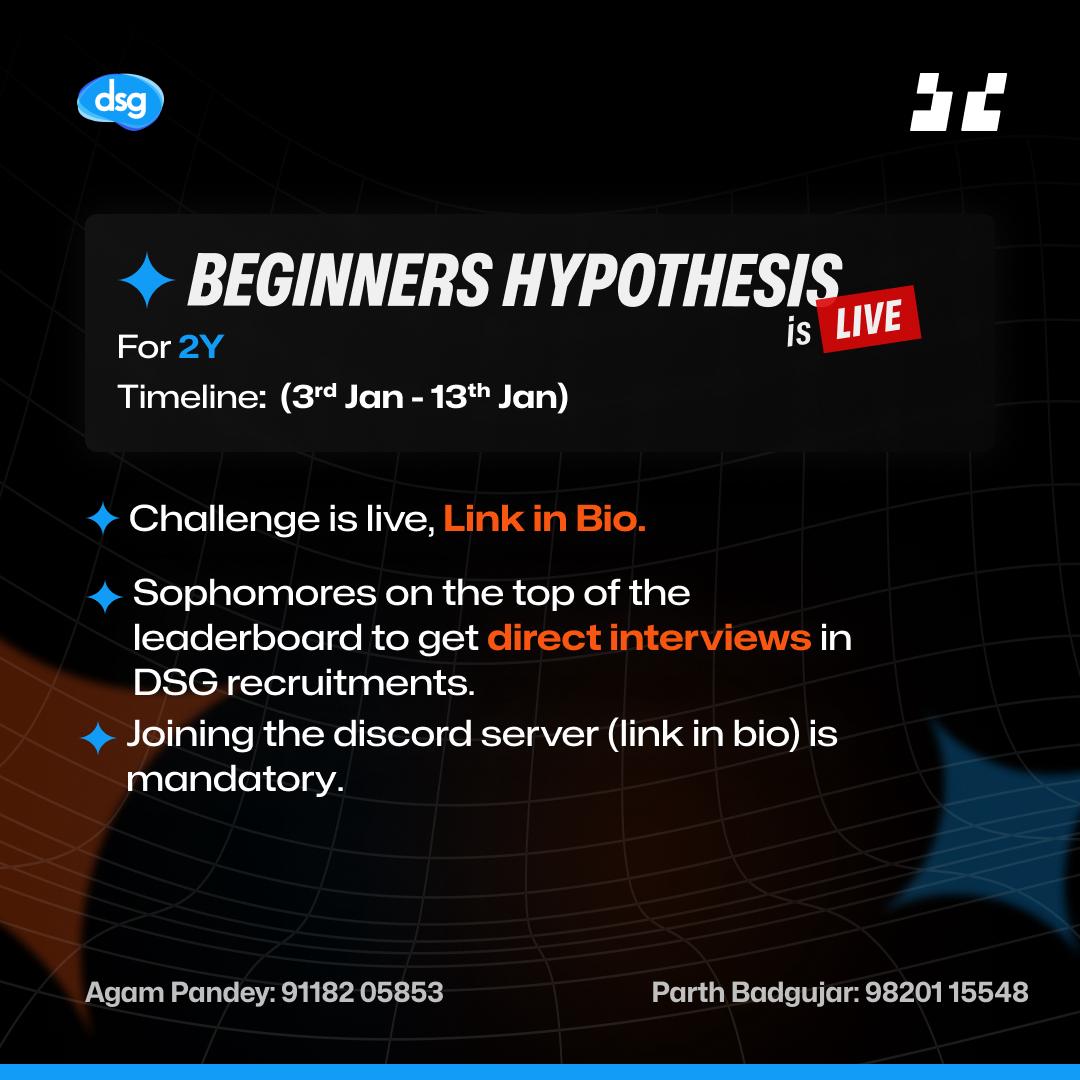 dsg
BEGINNERS HYPOTHESIS
is LIVE
For 2Y
Timeline: (3rd Jan - 13th Jan)
Challenge is live, Link in Bio.
Sophomores on the top of the
leaderboard to get direct interviews in
DSG recruitments.
Joining the discord server (link in bio) is
mandatory.
Agam Pandey: 91182 05853
Parth Badgujar: 98201 15548